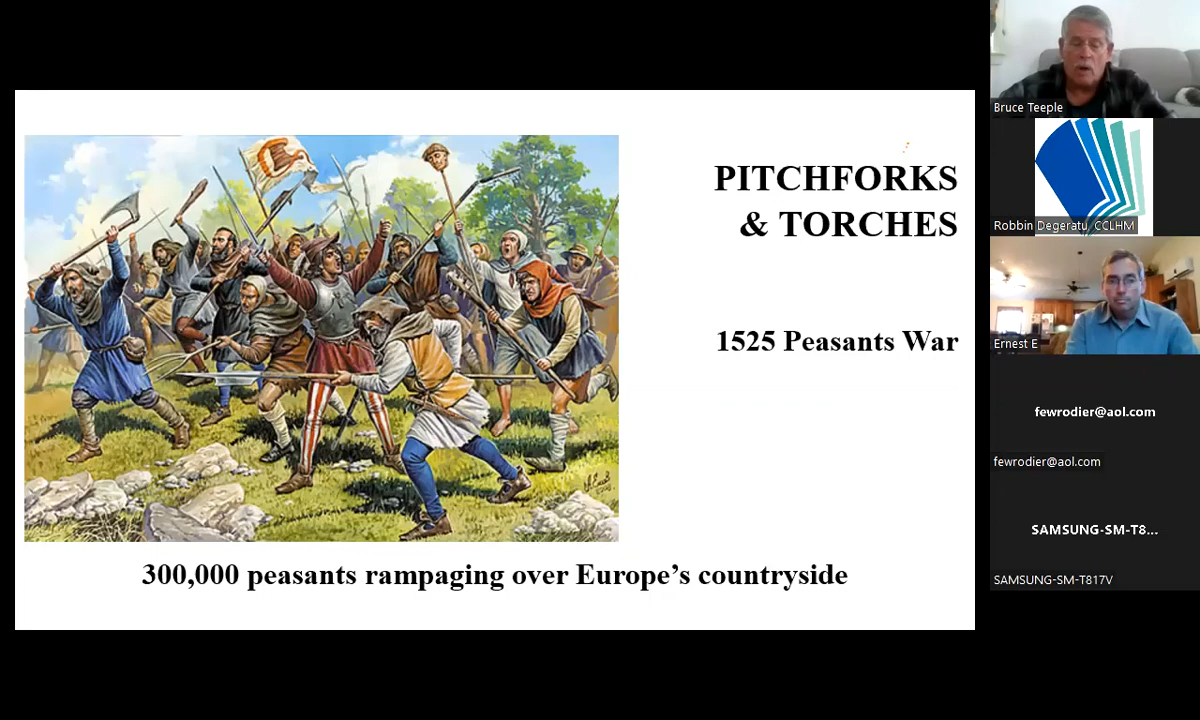 PITCHFORKS
& TORCHES
1525 Peasants War
300,000 peasants rampaging over Europe's countryside
Bruce Teeple
Robbin Degeratu, CCLHM
Ernest E
fewrodier@aol.com
fewrodier@aol.com
SAMSUNG-SM-T8...
SAMSUNG-SM-T817V